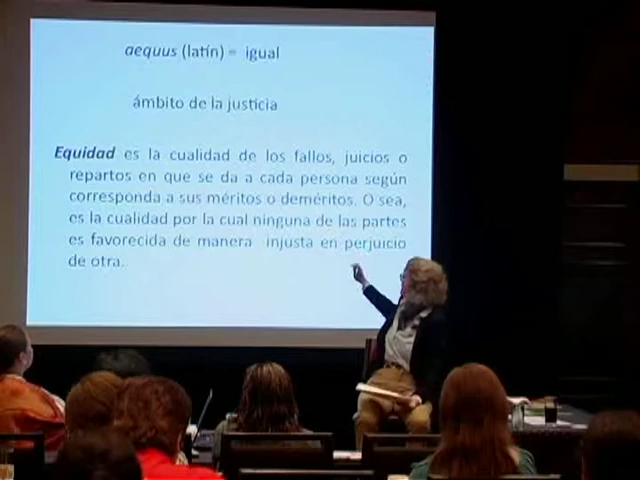 aequus (latín) = igual
ámbito de la justicia
Equidad es la cualidad de los fallos, juicios o
repartos en que se da a cada persona según
corresponda a sus méritos o deméritos. O sea,
es la cualidad por la cual ninguna de las partes
es favorecida de manera injusta en perjuicio
de otra.